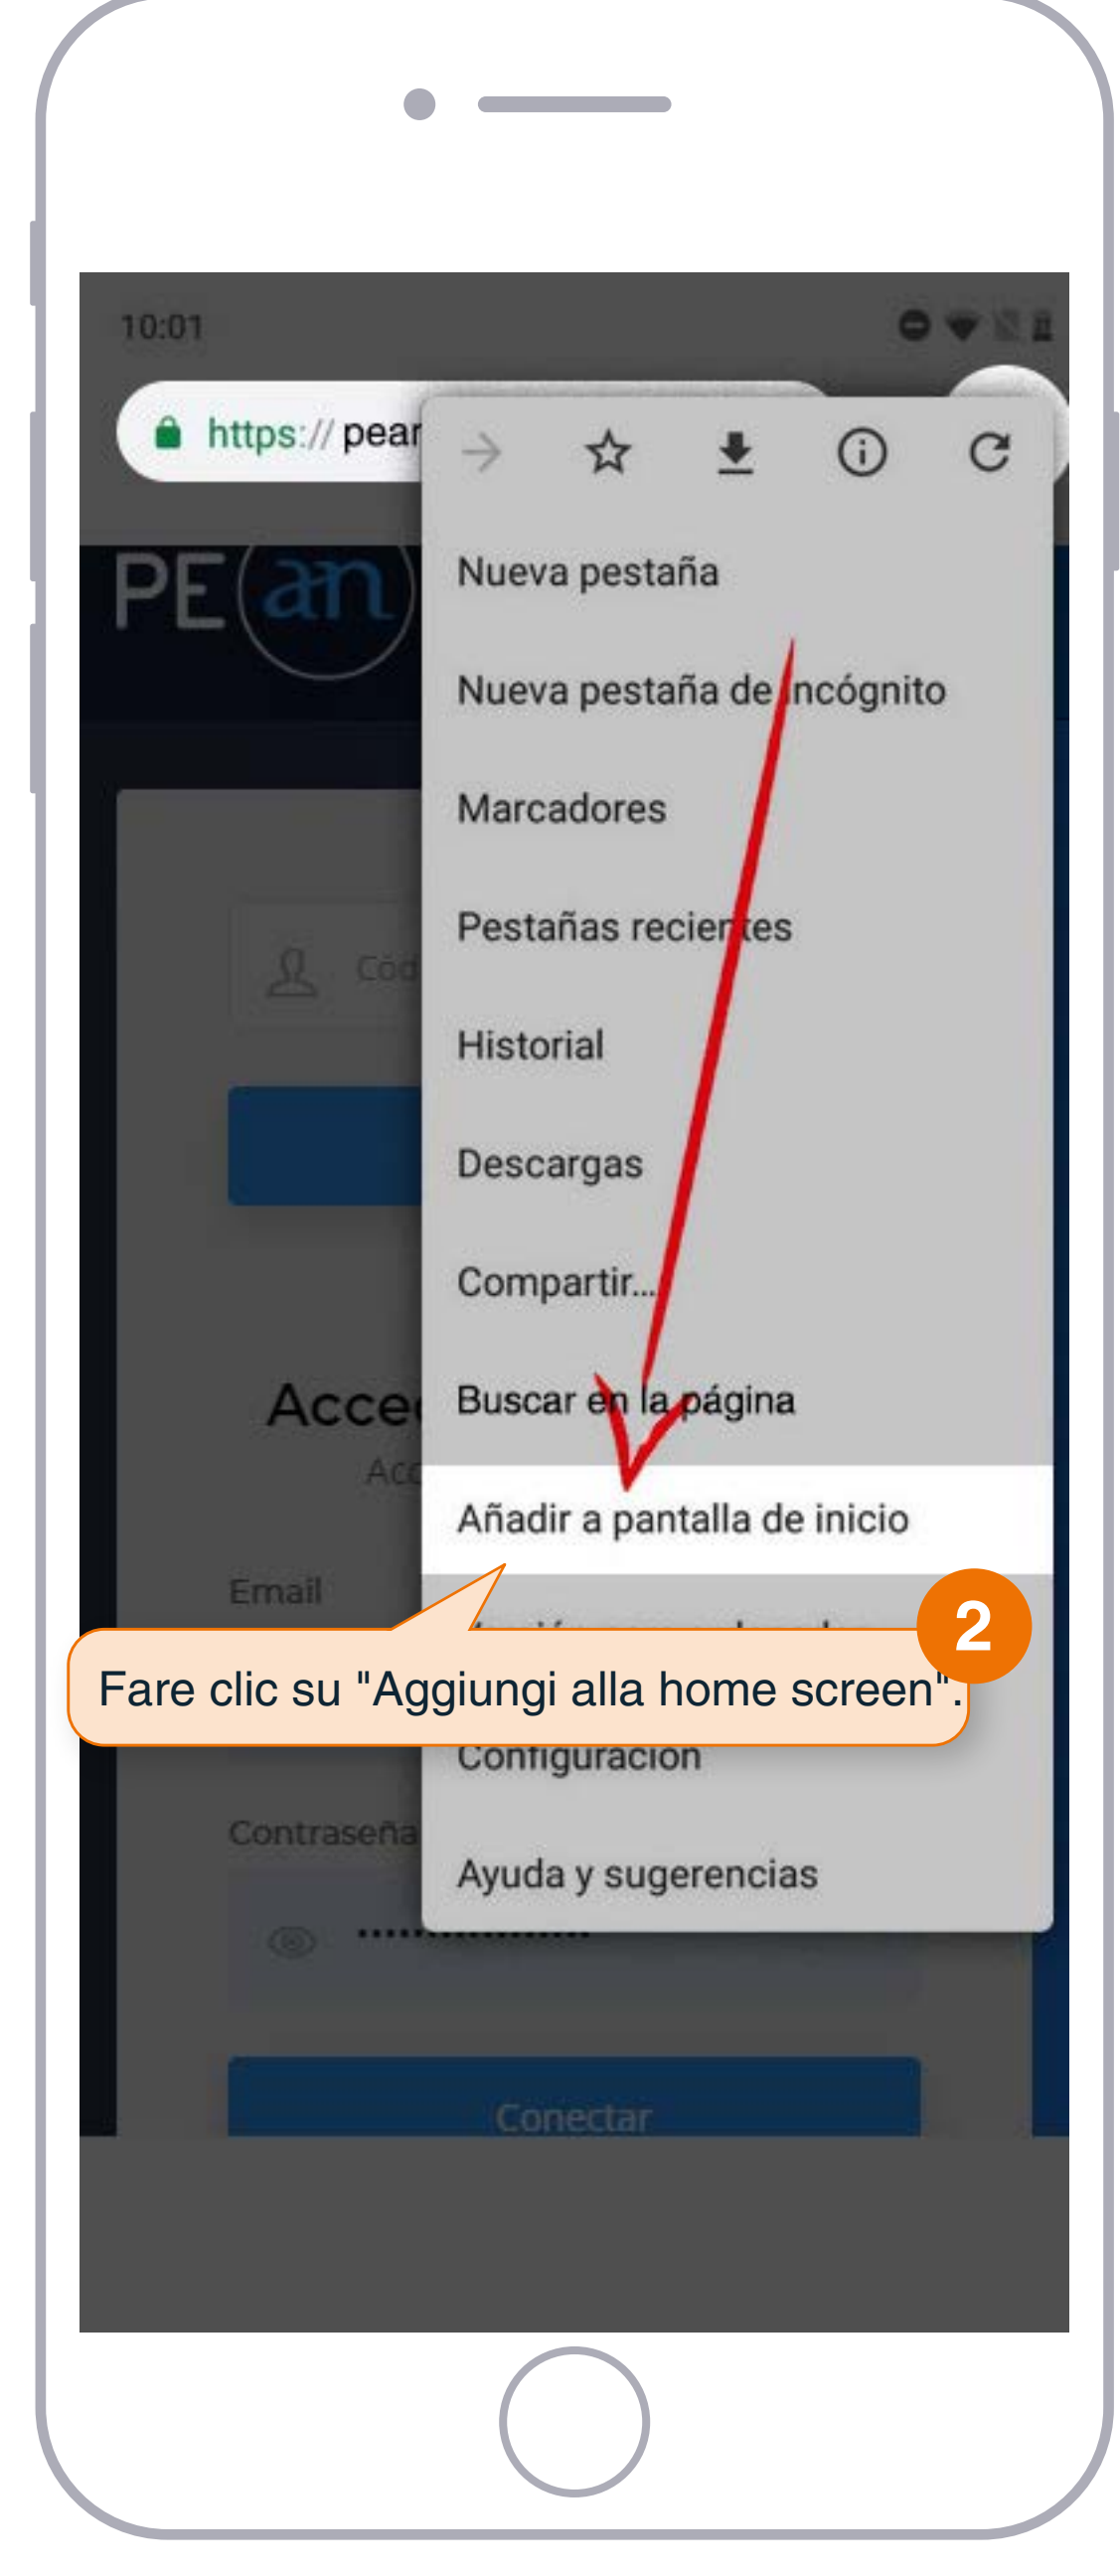 10:01
https:// pear
PE an
Nueva pestaña
Nueva pestaña de incógnito
Marcadores
Pestañas recientes
Cód
Historial
Descargas
Compartir...
Buscar en la página
Acce
Acc
Añadir a pantalla de inicio
Email
2
Fare clic su "Aggiungi alla home screen".
Configuración
Contraseña
Ayuda y sugerencias
Conectar